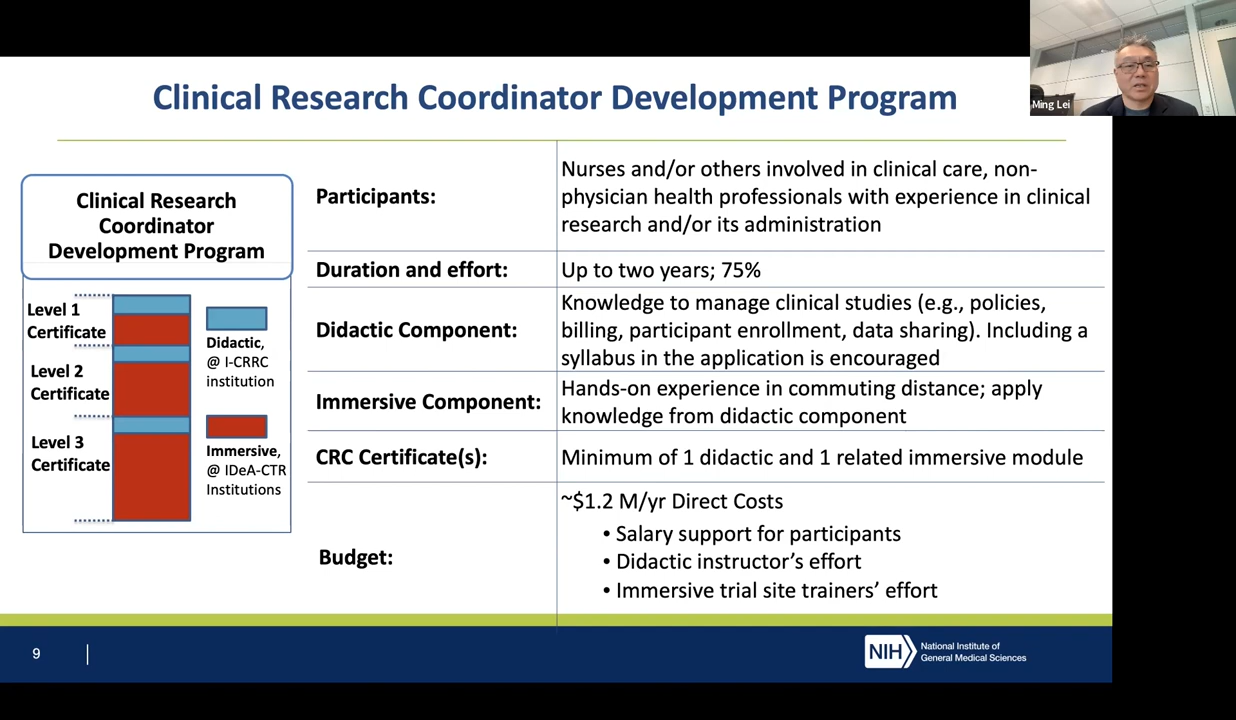 Clinical Research Coordinator Development Program
Ming Lei
Clinical Research
Coordinator
Development Program
Level 1
Certificate
Level 2
Certificate
Level 3
Certificate
Didactic,
@ I-CRRC
institution
Immersive,
@ IDeA-CTR
Institutions
Participants:
Nurses and/or others involved in clinical care, non-
physician health professionals with experience in clinical
research and/or its administration
Duration and effort:
Up to two years; 75%
Didactic Component:
Knowledge to manage clinical studies (e.g., policies,
billing, participant enrollment, data sharing). Including a
syllabus in the application is encouraged
Immersive Component:
Hands-on experience in commuting distance; apply
knowledge from didactic component
CRC Certificate(s):
Minimum of 1 didactic and 1 related immersive module
Budget:
~$1.2 M/yr Direct Costs
• Salary support for participants
• Didactic instructor’s effort
• Immersive trial site trainers’ effort
9
NIH
National Institute of
General Medical Sciences